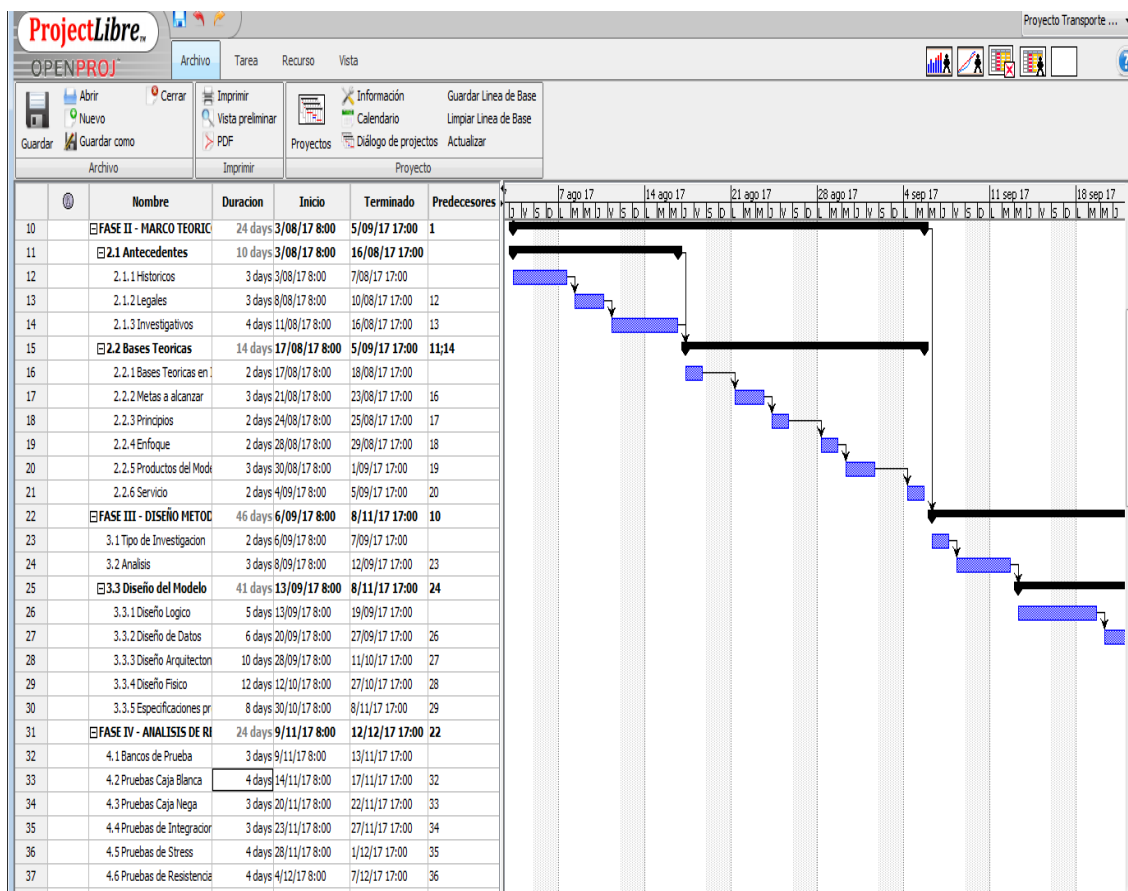 ProjectLibre™
OPENPROJ
Proyecto Transporte ...
Archivo Tarea Recurso Vista
Guardar
Abrir
Nuevo
Guardar como
Cerrar
Archivo
Imprimir
Vista preliminar
PDF
Imprimir
Proyectos
Información
Calendario
Diálogo de projectos
Guardar Linea de Base
Limpiar Linea de Base
Actualizar
Proyecto
Nombre Duracion Inicio Terminado Predecesores
7 ago 17 14 ago 17 21 ago 17 28 ago 17 4 sep 17 11 sep 17 18 sep 17
J V S D L M M J V S D L M M J V S D L M M J V S D L M M J V S D L M M J V S D L M M J V S D L M M J
10 FASE II - MARCO TEORIC 24 days 3/08/17 8:00 5/09/17 17:00 1
11 2.1 Antecedentes 10 days 3/08/17 8:00 16/08/17 17:00
12 2.1.1 Historicos 3 days 3/08/17 8:00 7/08/17 17:00
13 2.1.2 Legales 3 days 8/08/17 8:00 10/08/17 17:00 12
14 2.1.3 Investigativos 4 days 11/08/17 8:00 16/08/17 17:00 13
15 2.2 Bases Teoricas 14 days 17/08/17 8:00 5/09/17 17:00 11;14
16 2.2.1 Bases Teoricas en 2 days 17/08/17 8:00 18/08/17 17:00
17 2.2.2 Metas a alcanzar 3 days 21/08/17 8:00 23/08/17 17:00 16
18 2.2.3 Principios 2 days 24/08/17 8:00 25/08/17 17:00 17
19 2.2.4 Enfoque 2 days 28/08/17 8:00 29/08/17 17:00 18
20 2.2.5 Productos del Mode 3 days 30/08/17 8:00 1/09/17 17:00 19
21 2.2.6 Servicio 2 days 4/09/17 8:00 5/09/17 17:00 20
22 FASE III - DISEÑO METOD 46 days 6/09/17 8:00 8/11/17 17:00 10
23 3.1 Tipo de Investigacion 2 days 6/09/17 8:00 7/09/17 17:00
24 3.2 Analisis 3 days 8/09/17 8:00 12/09/17 17:00 23
25 3.3 Diseño del Modelo 41 days 13/09/17 8:00 8/11/17 17:00 24
26 3.3.1 Diseño Logico 5 days 13/09/17 8:00 19/09/17 17:00
27 3.3.2 Diseño de Datos 6 days 20/09/17 8:00 27/09/17 17:00 26
28 3.3.3 Diseño Arquitecton 10 days 28/09/17 8:00 11/10/17 17:00 27
29 3.3.4 Diseño Fisico 12 days 12/10/17 8:00 27/10/17 17:00 28
30 3.3.5 Especificaciones pr 8 days 30/10/17 8:00 8/11/17 17:00 29
31 FASE IV - ANALISIS DE RE 24 days 9/11/17 8:00 12/12/17 17:00 22
32 4.1 Bancos de Prueba 3 days 9/11/17 8:00 13/11/17 17:00
33 4.2 Pruebas Caja Blanca 4 days 14/11/17 8:00 17/11/17 17:00 32
34 4.3 Pruebas Caja Nega 3 days 20/11/17 8:00 22/11/17 17:00 33
35 4.4 Pruebas de Integracior 3 days 23/11/17 8:00 27/11/17 17:00 34
36 4.5 Pruebas de Stress 4 days 28/11/17 8:00 1/12/17 17:00 35
37 4.6 Pruebas de Resistencia 4 days 4/12/17 8:00 7/12/17 17:00 36